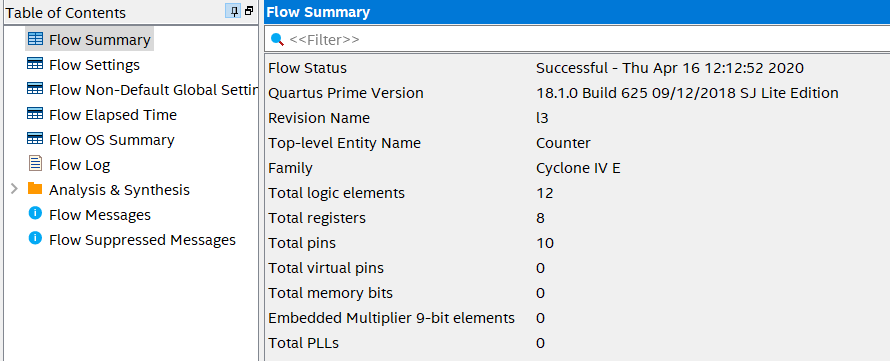 Table of Contents
Flow Summary
Flow Settings
Flow Non-Default Global Settin
Flow Elapsed Time
Flow OS Summary
Flow Log
Analysis & Synthesis
Flow Messages
Flow Suppressed Messages
Flow Summary
<<Filter>>
Flow Status Successful - Thu Apr 16 12:12:52 2020
Quartus Prime Version 18.1.0 Build 625 09/12/2018 SJ Lite Edition
Revision Name l3
Top-level Entity Name Counter
Family Cyclone IV E
Total logic elements 12
Total registers 8
Total pins 10
Total virtual pins 0
Total memory bits 0
Embedded Multiplier 9-bit elements 0
Total PLLs 0